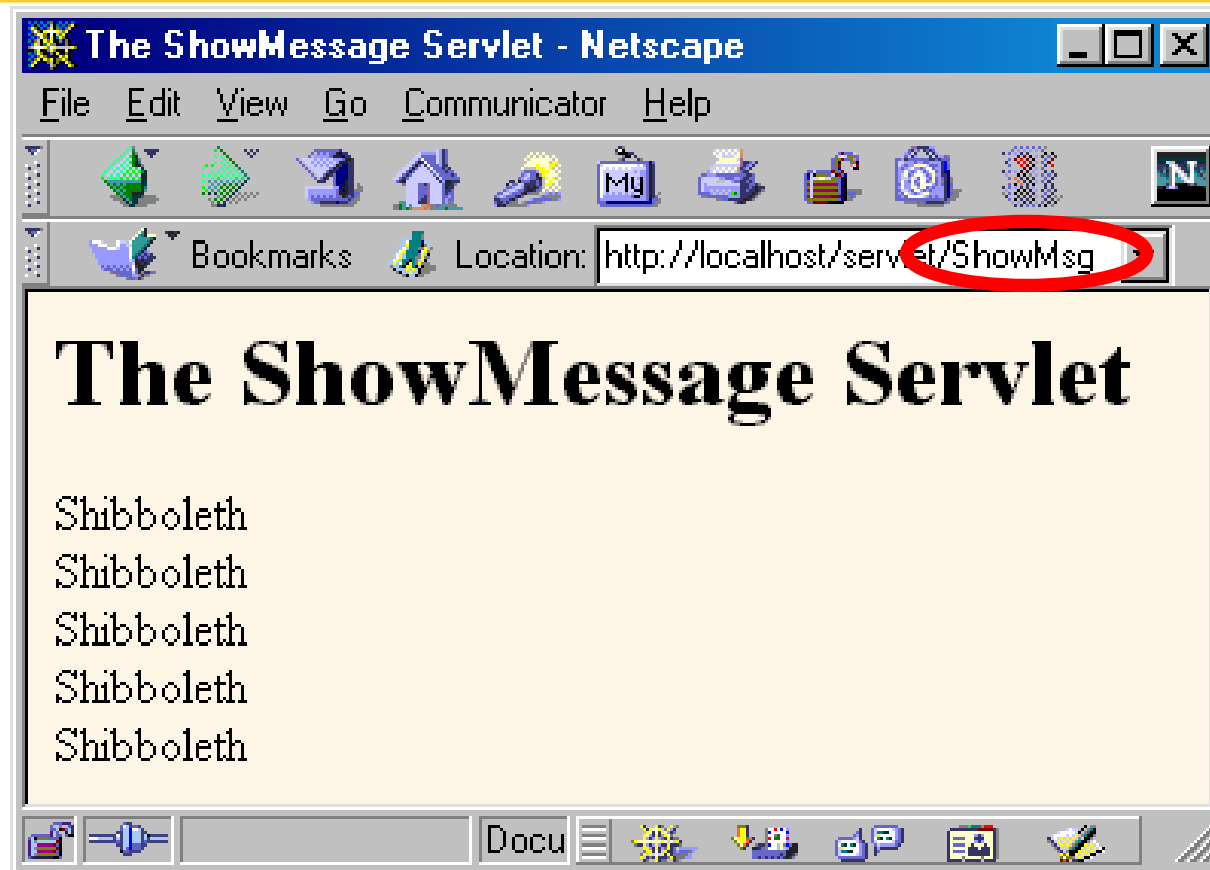 The ShowMessage Servlet - Netscape
File Edit View Go Communicator Help
My N
Bookmarks Location: http://localhost/servlet/ShowMsg
The ShowMessage Servlet
Shibboleth
Shibboleth
Shibboleth
Shibboleth
Shibboleth
Docu